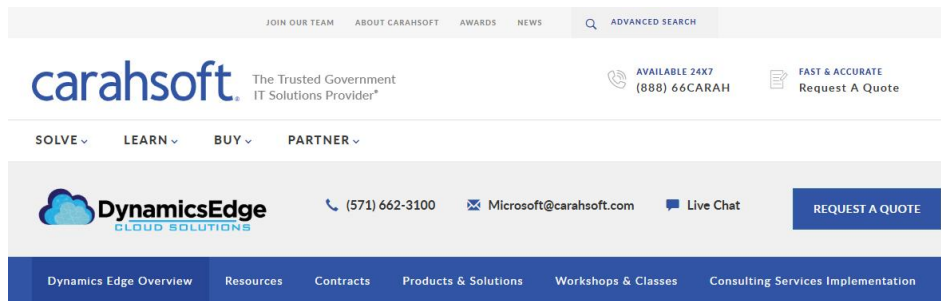 JOIN OUR TEAM ABOUT CARAHSOFT AWARDS NEWS ADVANCED SEARCH
carahsoft.
The Trusted Government
IT Solutions Provider®
AVAILABLE 24X7
(888) 66CARAH
FAST & ACCURATE
Request A Quote
SOLVE LEARN BUY PARTNER
DynamicsEdge
CLOUD SOLUTIONS
(571) 662-3100 Microsoft@carahsoft.com Live Chat REQUEST A QUOTE
Dynamics Edge Overview Resources Contracts Products & Solutions Workshops & Classes Consulting Services Implementation